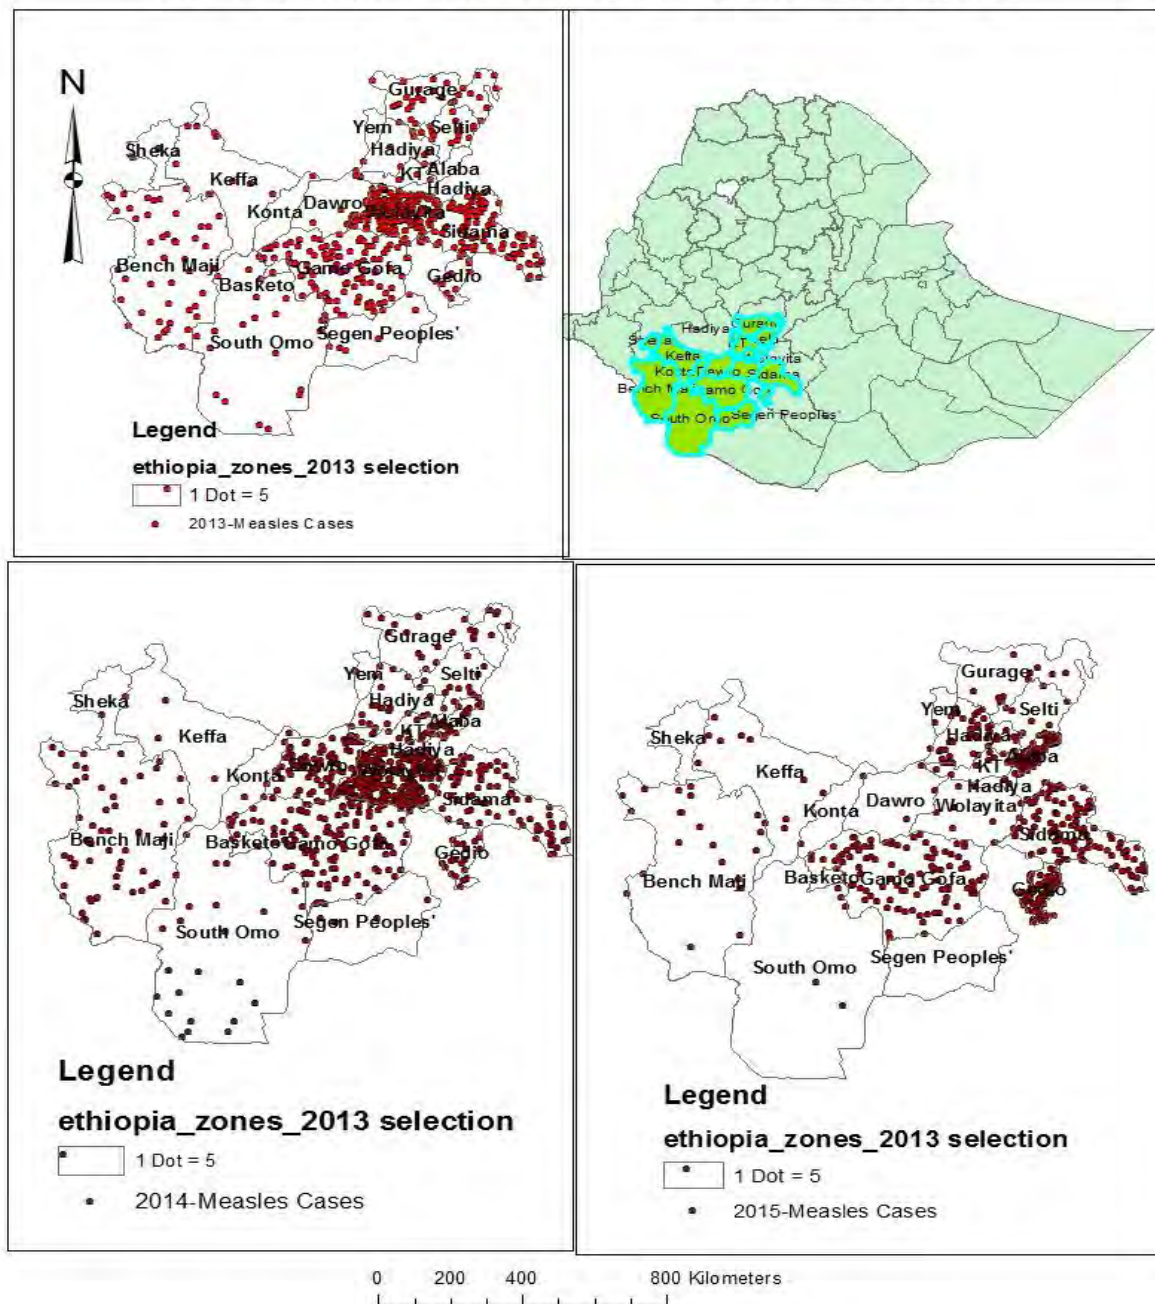 N
Gurage
Yem
Selti
Sheka
Hadiya
KT
Alaba
Keffa
Hadiya
Dawro
Konta
Wolayita
Sidama
Bench Maji
Gamo Gofa
Gedio
Basketo
Segen Peoples'
South Omo
Legend
ethiopia_zones_2013 selection
1 Dot = 5
2013-Measles Cases
Hadiya
Keffa
Segen Peoples'
Gurage
Yem
Selti
Sheka
Hadiya
Alaba
KT
Keffa
Hadiya
Konta
Sidama
Bench Maji
Basketo
Gamo Gofa
Gedio
Segen Peoples'
South Omo
Legend
ethiopia_zones_2013 selection
1 Dot = 5
2014-Measles Cases
Gurage
Yem
Selti
Sheka
Hadiya
Alaba
KT
Keffa
Hadiya
Dawro
Wolayita
Konta
Sidama
Bench Maji
Basketo
Gamo Gofa
Gedio
Segen Peoples'
South Omo
Legend
ethiopia_zones_2013 selection
1 Dot = 5
2015-Measles Cases
0 200 400 800 Kilometers